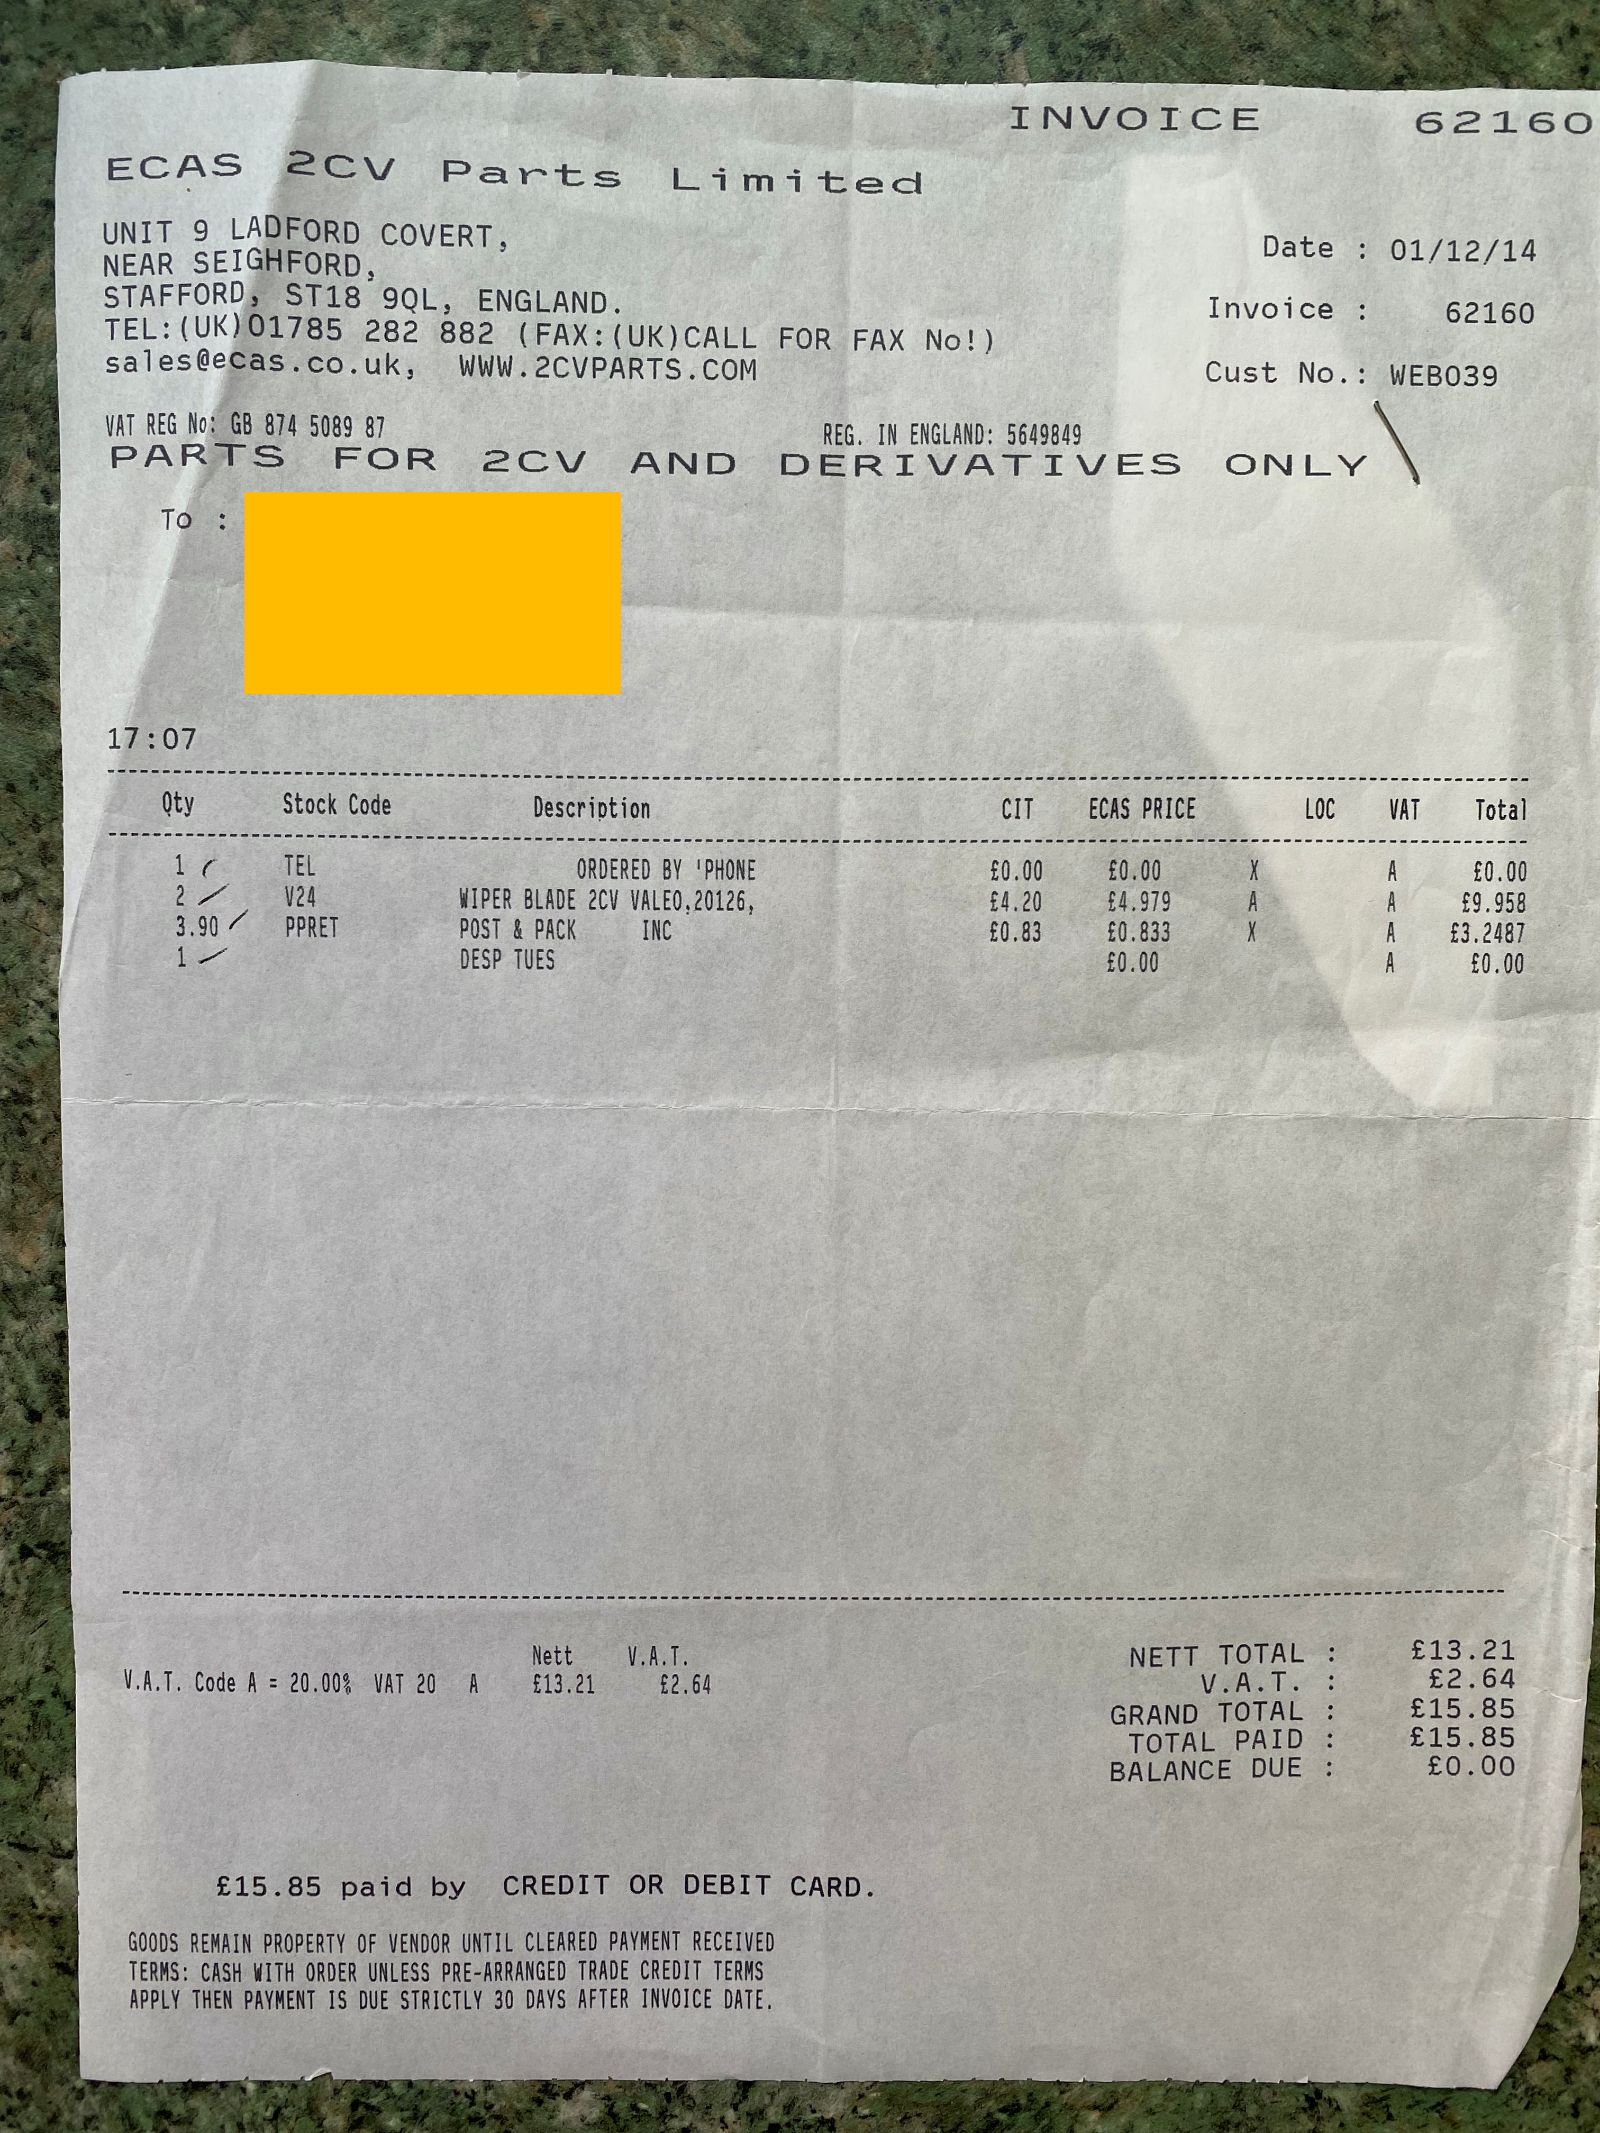 INVOICE 62160
ECAS 2CV Parts Limited
UNIT 9 LADFORD COVERT,
NEAR SEIGHFORD,
STAFFORD, ST18 9QL, ENGLAND.
TEL:(UK)01785 282 882 (FAX:(UK)CALL FOR FAX No!)
sales@ecas.co.uk, WWW.2CVPARTS.COM
Date : 01/12/14
Invoice : 62160
Cust No.: WEB039
VAT REG No: GB 874 5089 87 REG. IN ENGLAND: 5649849
PARTS FOR 2CV AND DERIVATIVES ONLY
To :
17:07
Qty Stock Code Description CIT ECAS PRICE LOC VAT Total
1 TEL ORDERED BY 'PHONE £0.00 £0.00 X A £0.00
2 V24 WIPER BLADE 2CV VALEO,20126, £4.20 £4.979 A A £9.958
3.90 PPRET POST & PACK INC £0.83 £0.833 X A £3.2487
1 DESP TUES £0.00 A £0.00
Nett V.A.T.
V.A.T. Code A = 20.00% VAT 20 A £13.21 £2.64
NETT TOTAL : £13.21
V.A.T. : £2.64
GRAND TOTAL : £15.85
TOTAL PAID : £15.85
BALANCE DUE : £0.00
£15.85 paid by CREDIT OR DEBIT CARD.
GOODS REMAIN PROPERTY OF VENDOR UNTIL CLEARED PAYMENT RECEIVED
TERMS: CASH WITH ORDER UNLESS PRE-ARRANGED TRADE CREDIT TERMS
APPLY THEN PAYMENT IS DUE STRICTLY 30 DAYS AFTER INVOICE DATE.